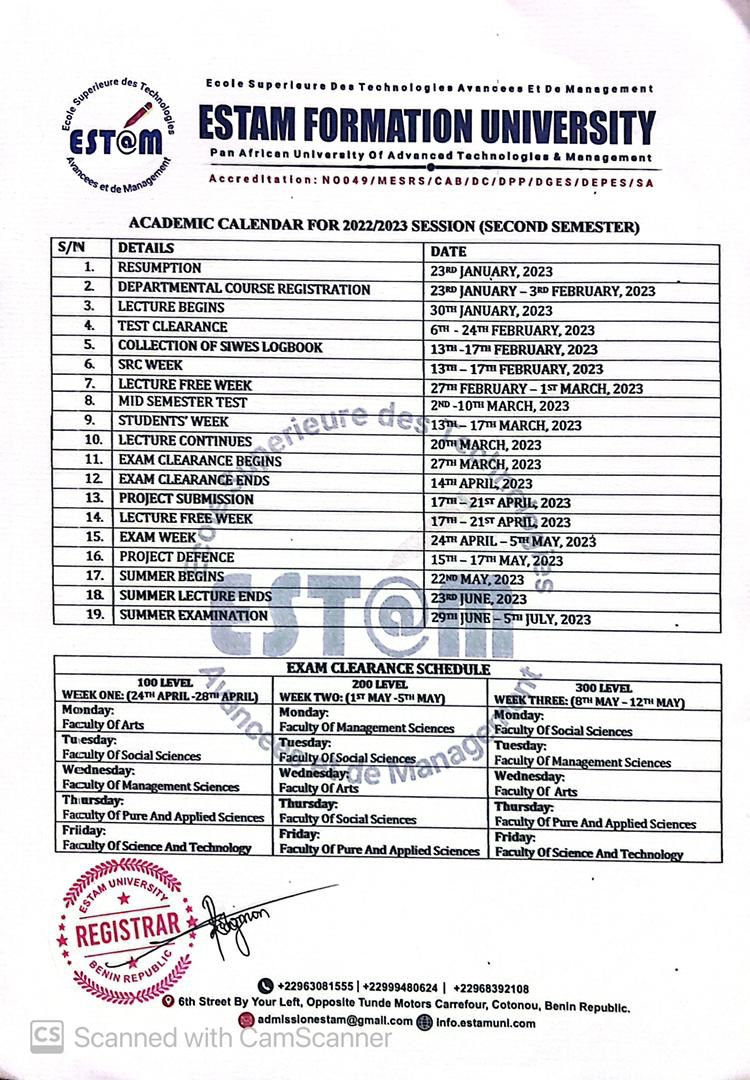 Ecole Superieure des Technologies
EST@M
Avancees et de Management
Ecole Superieure Des Technologies Avancees Et De Management
ESTAM FORMATION UNIVERSITY
Pan African University Of Advanced Technologies & Management
Accreditation: NO049/MESRS/CAB/DC/DPP/DGES/DEPES/SA
ACADEMIC CALENDAR FOR 2022/2023 SESSION (SECOND SEMESTER)
S/N DETAILS DATE
1. RESUMPTION 23RD JANUARY, 2023
2. DEPARTMENTAL COURSE REGISTRATION 23RD JANUARY – 3RD FEBRUARY, 2023
3. LECTURE BEGINS 30TH JANUARY, 2023
4. TEST CLEARANCE 6TH - 24TH FEBRUARY, 2023
5. COLLECTION OF SIWES LOGBOOK 13TH -17TH FEBRUARY, 2023
6. SRC WEEK 13TH – 17TH FEBRUARY, 2023
7. LECTURE FREE WEEK 27TH FEBRUARY – 1ST MARCH, 2023
8. MID SEMESTER TEST 2ND -10TH MARCH, 2023
9. STUDENTS' WEEK 13TH – 17TH MARCH, 2023
10. LECTURE CONTINUES 20TH MARCH, 2023
11. EXAM CLEARANCE BEGINS 27TH MARCH, 2023
12. EXAM CLEARANCE ENDS 14TH APRIL, 2023
13. PROJECT SUBMISSION 17TH – 21ST APRIL, 2023
14. LECTURE FREE WEEK 17TH – 21ST APRIL, 2023
15. EXAM WEEK 24TH APRIL – 5TH MAY, 2023
16. PROJECT DEFENCE 15TH – 17TH MAY, 2023
17. SUMMER BEGINS 22ND MAY, 2023
18. SUMMER LECTURE ENDS 23RD JUNE, 2023
19. SUMMER EXAMINATION 29TH JUNE – 5TH JULY, 2023
Ecole Superieure des Technologies
EST@M
Avancees et de Management
EXAM CLEARANCE SCHEDULE
100 LEVEL 200 LEVEL 300 LEVEL
WEEK ONE: (24TH APRIL -28TH APRIL) WEEK TWO: (1ST MAY -5TH MAY) WEEK THREE: (8TH MAY – 12TH MAY)
Monday: Monday: Monday:
Faculty Of Arts Faculty Of Management Sciences Faculty Of Social Sciences
Tuesday: Tuesday: Tuesday:
Faculty Of Social Sciences Faculty Of Social Sciences Faculty Of Management Sciences
Wednesday: Wednesday: Wednesday:
Faculty Of Management Sciences Faculty Of Arts Faculty Of Arts
Thursday: Thursday: Thursday:
Faculty Of Pure And Applied Sciences Faculty Of Social Sciences Faculty Of Pure And Applied Sciences
Friiday: Friday: Friday:
Faculty Of Science And Technology Faculty Of Pure And Applied Sciences Faculty Of Science And Technology
ESTAM UNIVERSITY
REGISTRAR
BENIN REPUBLIC
+22963081555 | +22999480624 | +22968392108
6th Street By Your Left, Opposite Tunde Motors Carrefour, Cotonou, Benin Republic.
admissionestam@gmail.com info.estamuni.com
CS Scanned with CamScanner